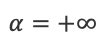 α = +∞